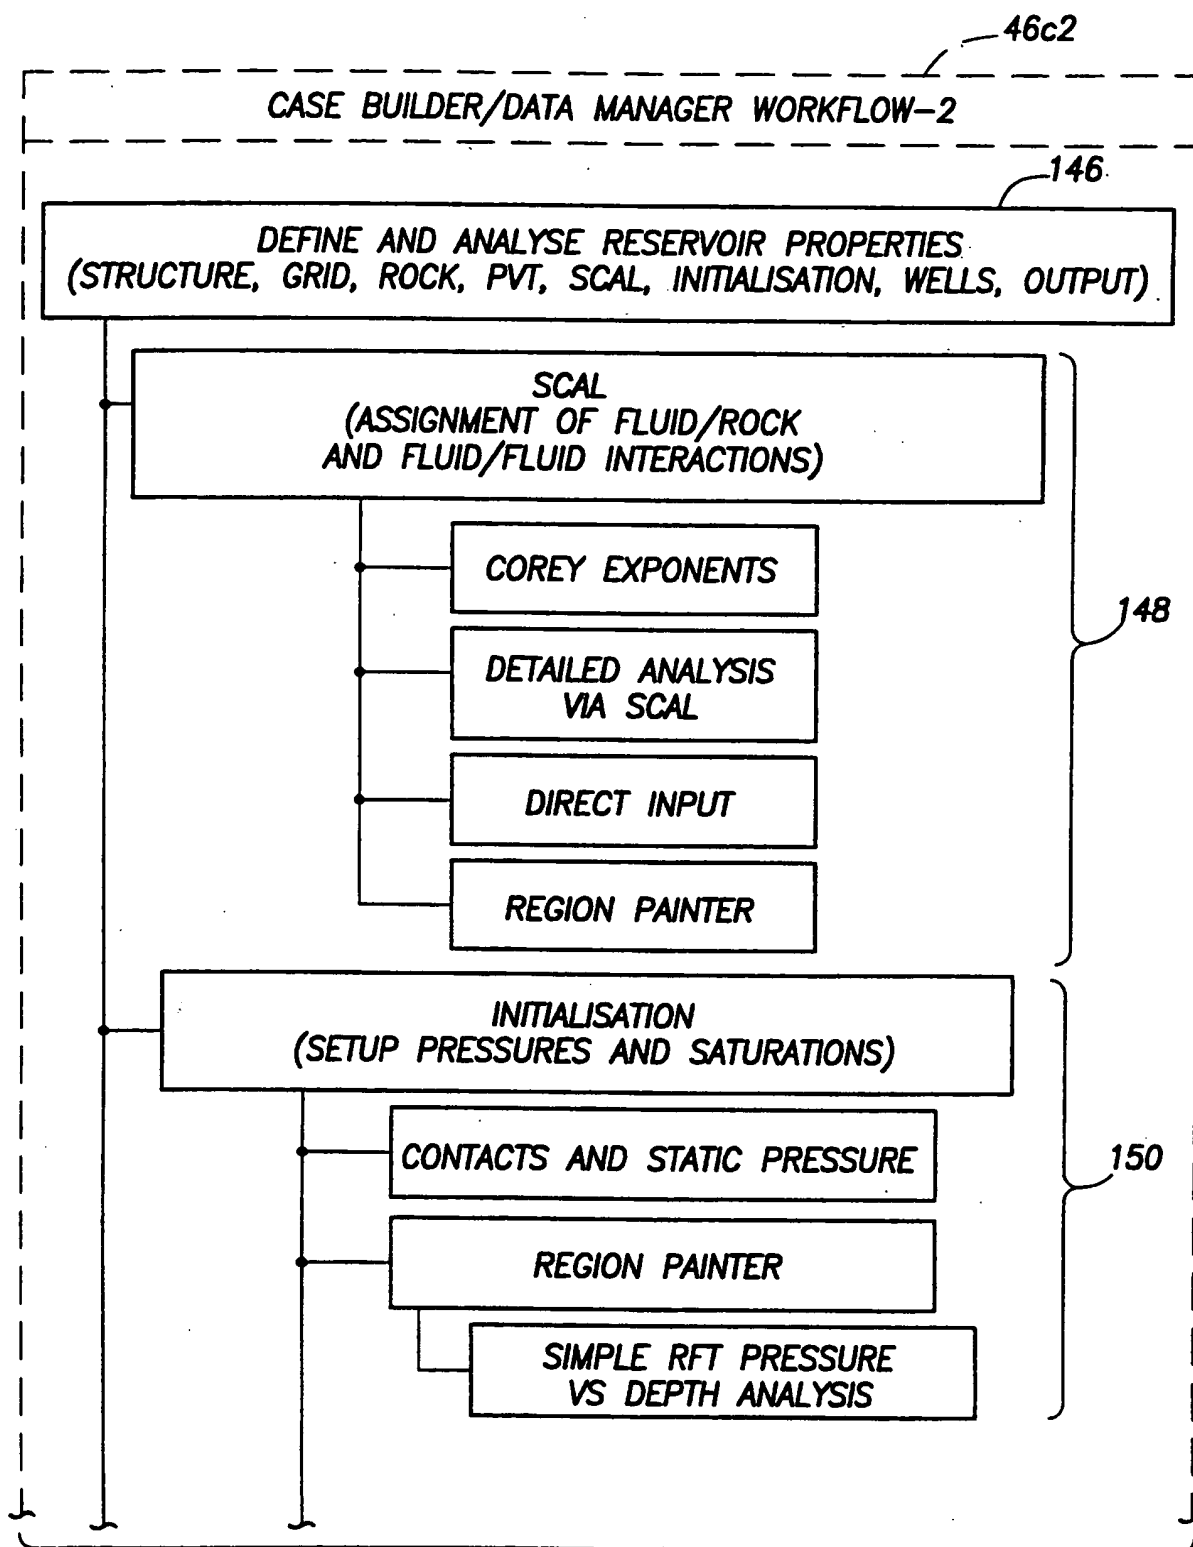 46c2
CASE BUILDER/DATA MANAGER WORKFLOW-2
146
DEFINE AND ANALYSE RESERVOIR PROPERTIES
(STRUCTURE, GRID, ROCK, PVT, SCAL, INITIALISATION, WELLS, OUTPUT)
SCAL
(ASSIGNMENT OF FLUID/ROCK
AND FLUID/FLUID INTERACTIONS)
COREY EXPONENTS
DETAILED ANALYSIS
VIA SCAL
DIRECT INPUT
REGION PAINTER
148
INITIALISATION
(SETUP PRESSURES AND SATURATIONS)
CONTACTS AND STATIC PRESSURE
REGION PAINTER
SIMPLE RFT PRESSURE
VS DEPTH ANALYSIS
150